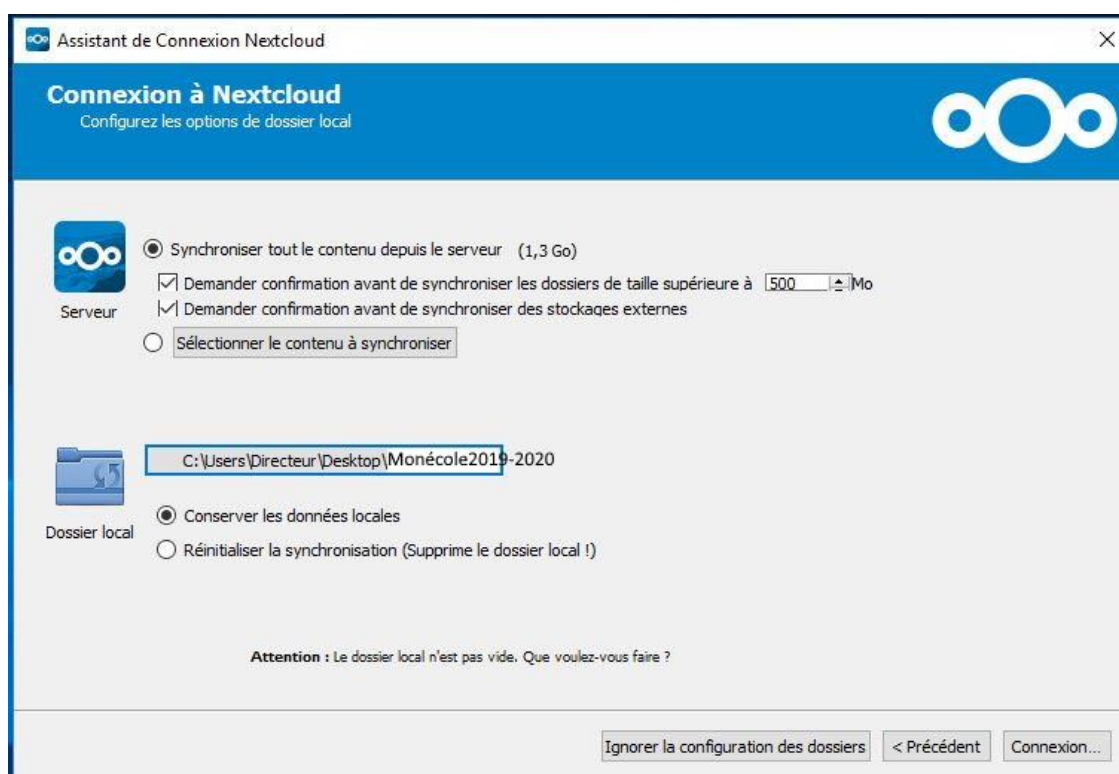 Assistant de Connexion Nextcloud
Connexion à Nextcloud
Configurez les options de dossier local
Synchroniser tout le contenu depuis le serveur (1,3 Go)
Demander confirmation avant de synchroniser les dossiers de taille supérieure à 500 Mo
Serveur
Demander confirmation avant de synchroniser des stockages externes
Sélectionner le contenu à synchroniser
C:\Users\Directeur\Desktop\Monécole2019-2020
Conserver les données locales
Dossier local
Réinitialiser la synchronisation (Supprime le dossier local !)
Attention : Le dossier local n'est pas vide. Que voulez-vous faire ?
Ignorer la configuration des dossiers < Précédent Connexion...